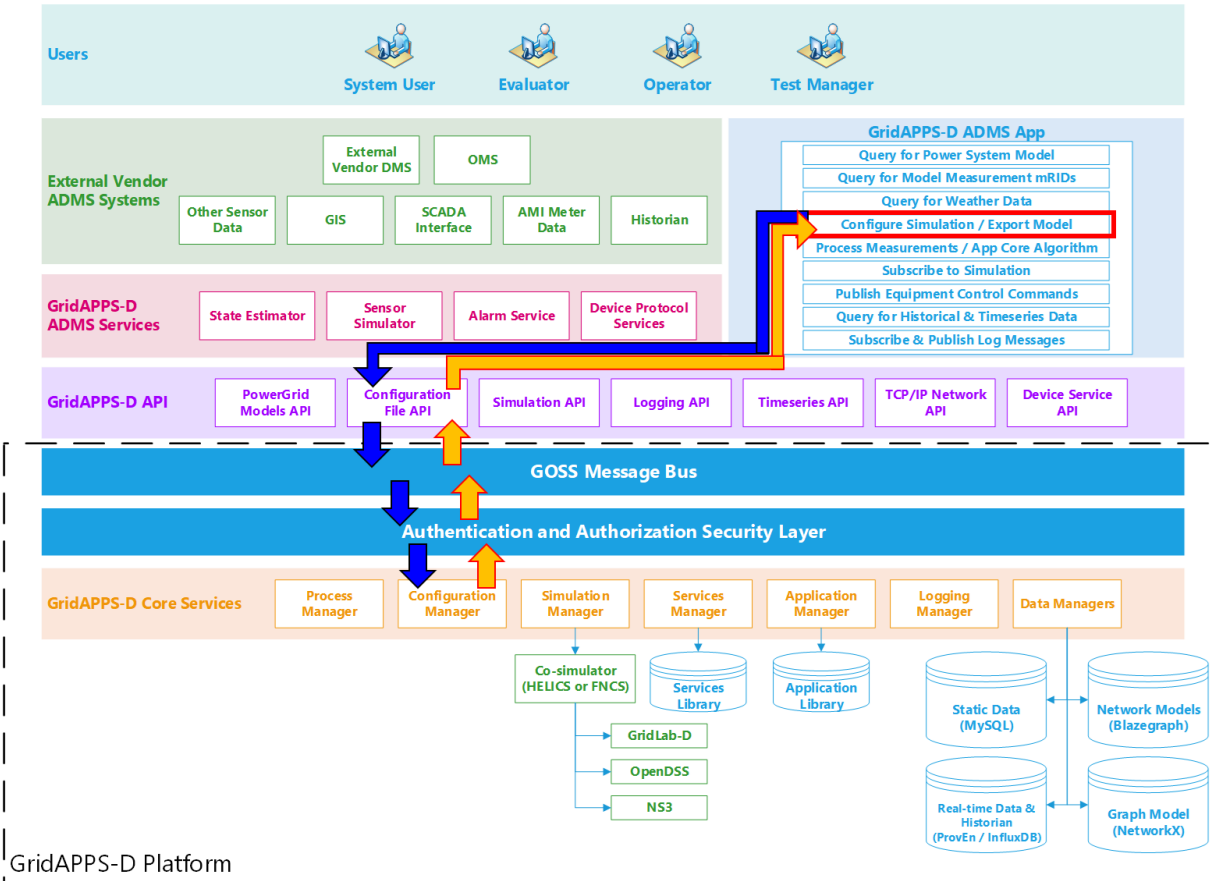 Users
System User
Evaluator
Operator
Test Manager
External Vendor
ADMS Systems
External
Vendor DMS
OMS
Other Sensor
Data
GIS
SCADA
Interface
AMI Meter
Data
Historian
GridAPPS-D ADMS App
Query for Power System Model
Query for Model Measurement mRIDs
Query for Weather Data
Configure Simulation / Export Model
Process Measurements / App Core Algorithm
Subscribe to Simulation
Publish Equipment Control Commands
Query for Historical & Timeseries Data
Subscribe & Publish Log Messages
GridAPPS-D
ADMS Services
State Estimator
Sensor
Simulator
Alarm Service
Device Protocol
Services
GridAPPS-D API
PowerGrid
Models API
Configuration
File API
Simulation API
Logging API
Timeseries API
TCP/IP Network
API
Device Service
API
GOSS Message Bus
Authentication and Authorization Security Layer
GridAPPS-D Core Services
Process
Manager
Configuration
Manager
Simulation
Manager
Services
Manager
Application
Manager
Logging
Manager
Data Managers
Co-simulator
(HELICS or FNCS)
Services
Library
Application
Library
GridLab-D
OpenDSS
NS3
Static Data
(MySQL)
Network Models
(Blazegraph)
Real-time Data &
Historian
(ProvEn / InfluxDB)
Graph Model
(NetworkX)
GridAPPS-D Platform